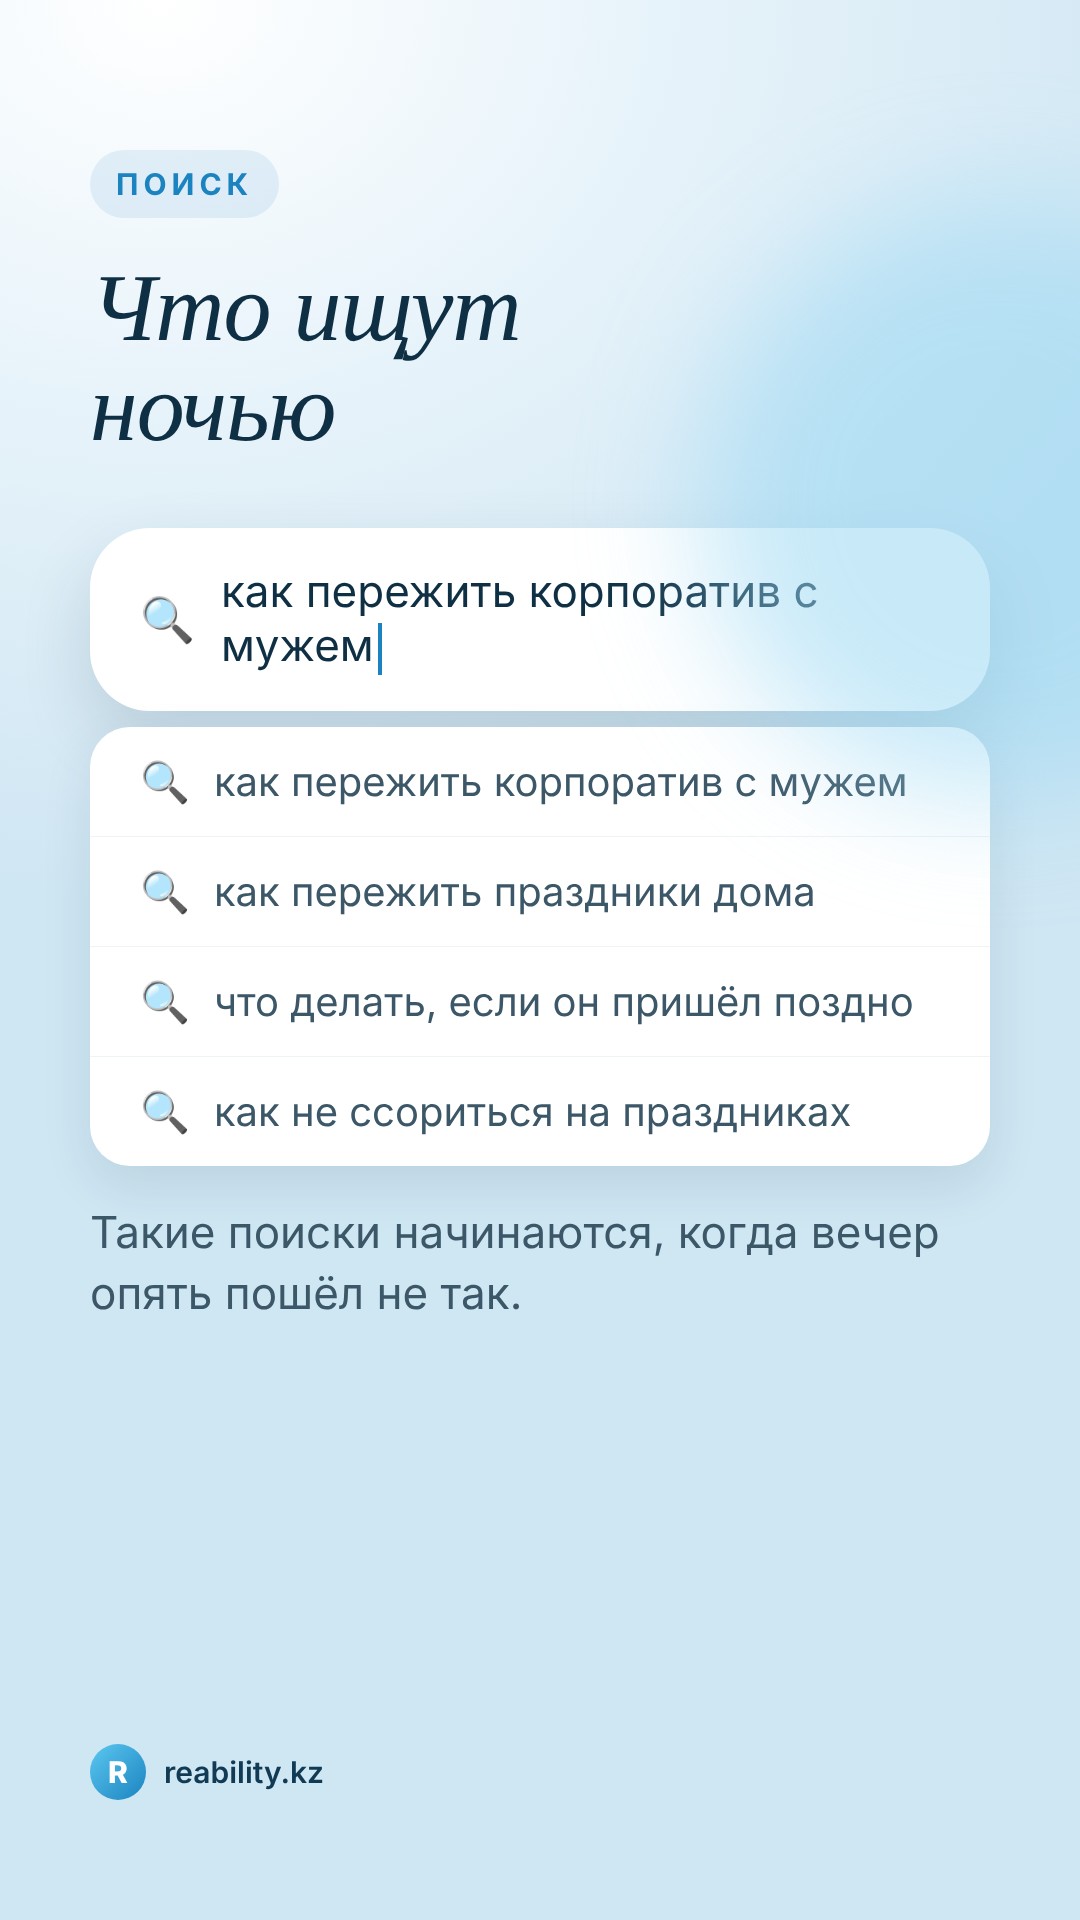 ПОИСК
Что ищут
ночью
как пережить корпоратив с
мужем
как пережить корпоратив с мужем
как пережить праздники дома
что делать, если он пришёл поздно
как не ссориться на праздниках
Такие поиски начинаются, когда вечер
опять пошёл не так.
R reability.kz